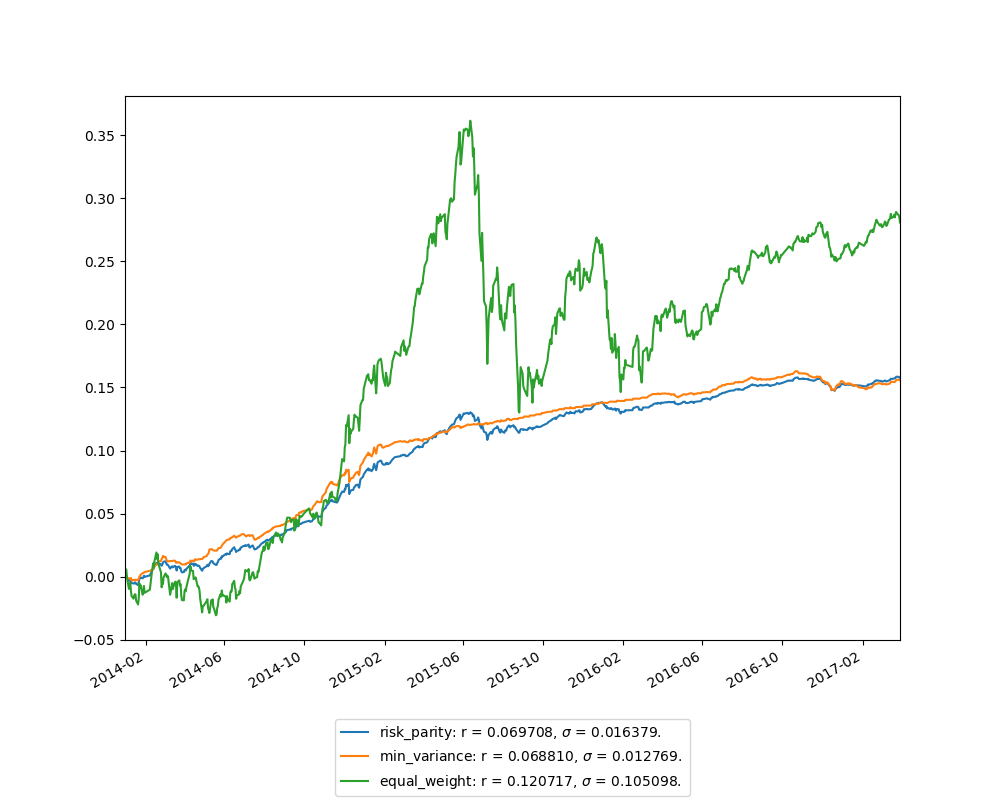 0.35
0.30
0.25
0.20
0.15
0.10
0.05
0.00
−0.05
2014-02 2014-06 2014-10 2015-02 2015-06 2015-10 2016-02 2016-06 2016-10 2017-02
risk_parity: r = 0.069708, σ = 0.016379.
min_variance: r = 0.068810, σ = 0.012769.
equal_weight: r = 0.120717, σ = 0.105098.